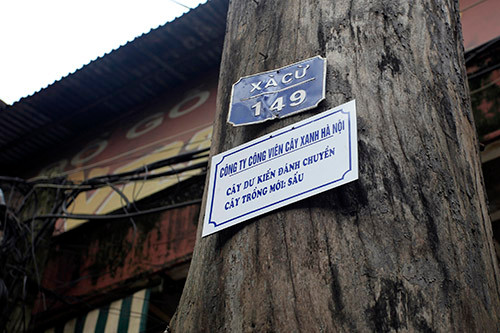 XÀ CỪ
149
CÔNG TY CÔNG VIÊN CÂY XANH HÀ NỘI
CÂY DỰ KIẾN ĐÁNH CHUYỂN
CÂY TRỒNG MỚI: SẤU
GO